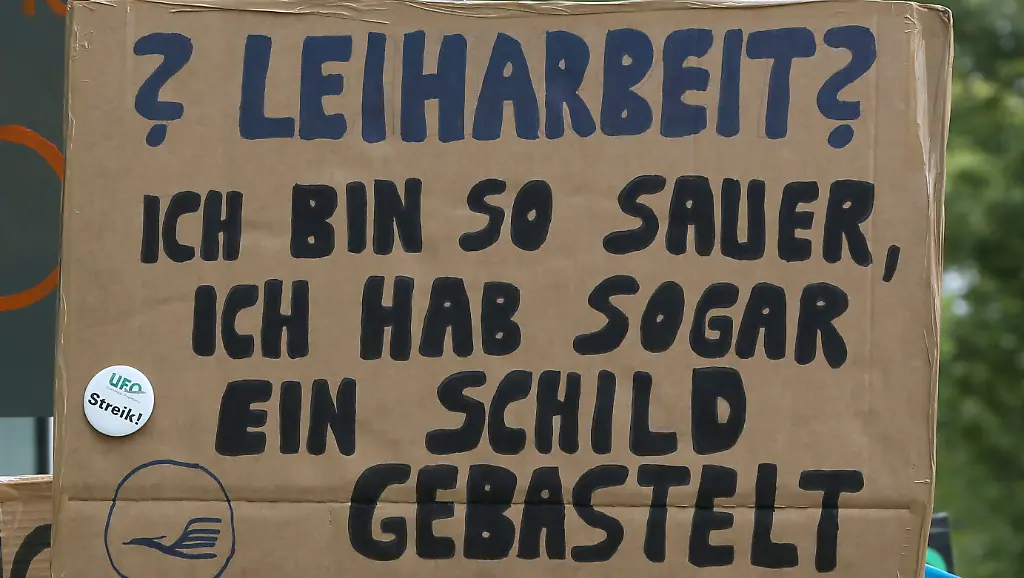 ? LEIHARBEIT?
ICH BIN SO SAUER,
ICH HAB SOGAR
EIN SCHILD
GEBASTELT
UFO
Streik!